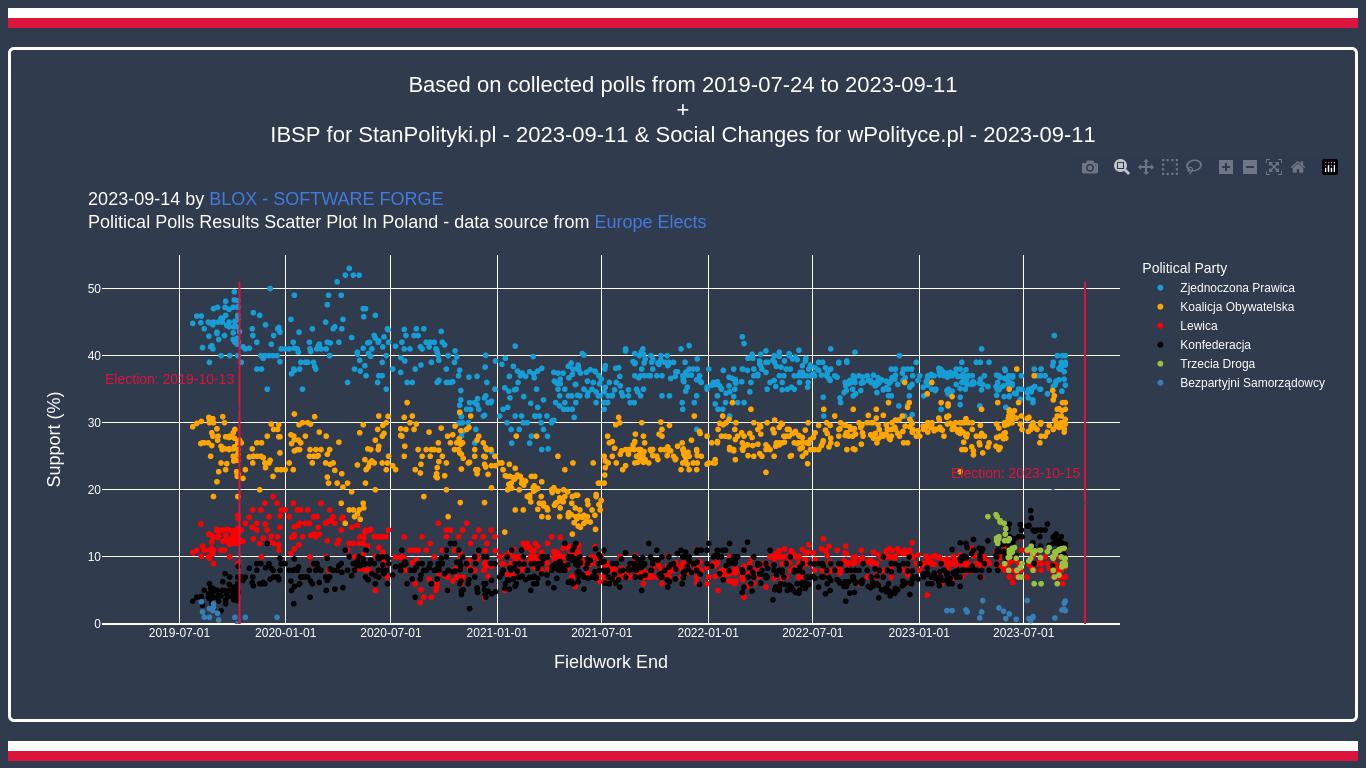 Based on collected polls from 2019-07-24 to 2023-09-11
+
IBSP for StanPolityki.pl - 2023-09-11 & Social Changes for wPolityce.pl - 2023-09-11
2023-09-14 by BLOX - SOFTWARE FORGE
Political Polls Results Scatter Plot In Poland - data source from Europe Elects
Political Party
Zjednoczona Prawica
Koalicja Obywatelska
Lewica
Konfederacja
Trzecia Droga
Bezpartyjni Samorządowcy
50
40
30
20
10
0
Support (%)
Election: 2019-10-13
Election: 2023-10-15
2019-07-01
2020-01-01
2020-07-01
2021-01-01
2021-07-01
2022-01-01
2022-07-01
2023-01-01
2023-07-01
Fieldwork End